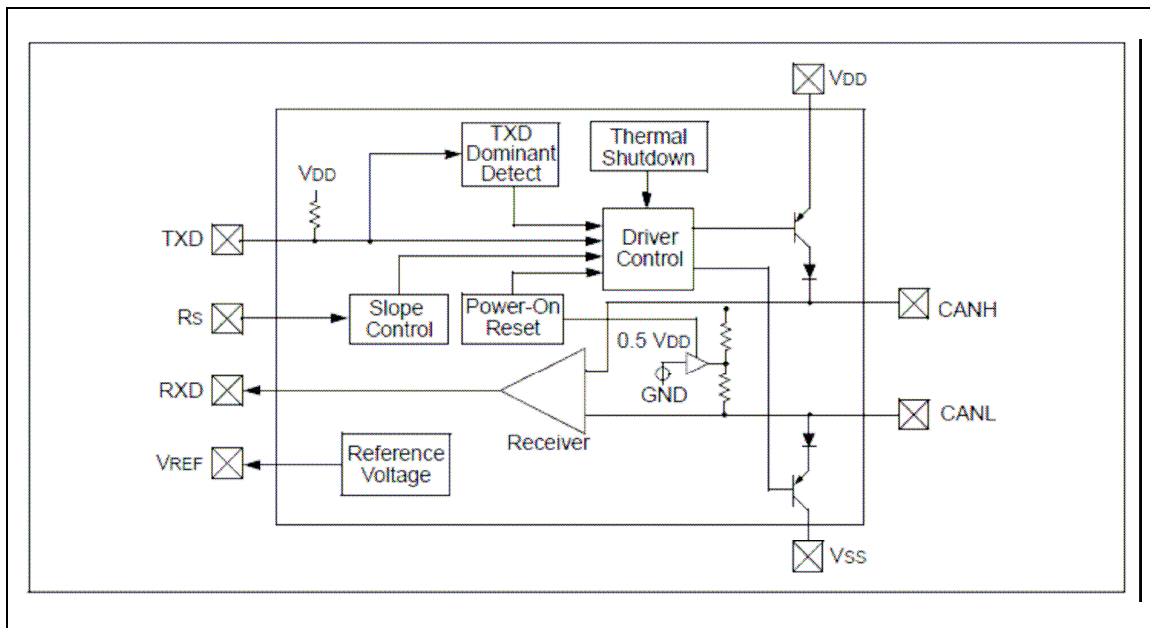 VDD
TXD
Dominant
Detect
Thermal
Shutdown
VDD
TXD
Driver
Control
RS
Slope
Control
Power-On
Reset
CANH
0.5 VDD
RXD
GND
CANL
Receiver
VREF
Reference
Voltage
VSS